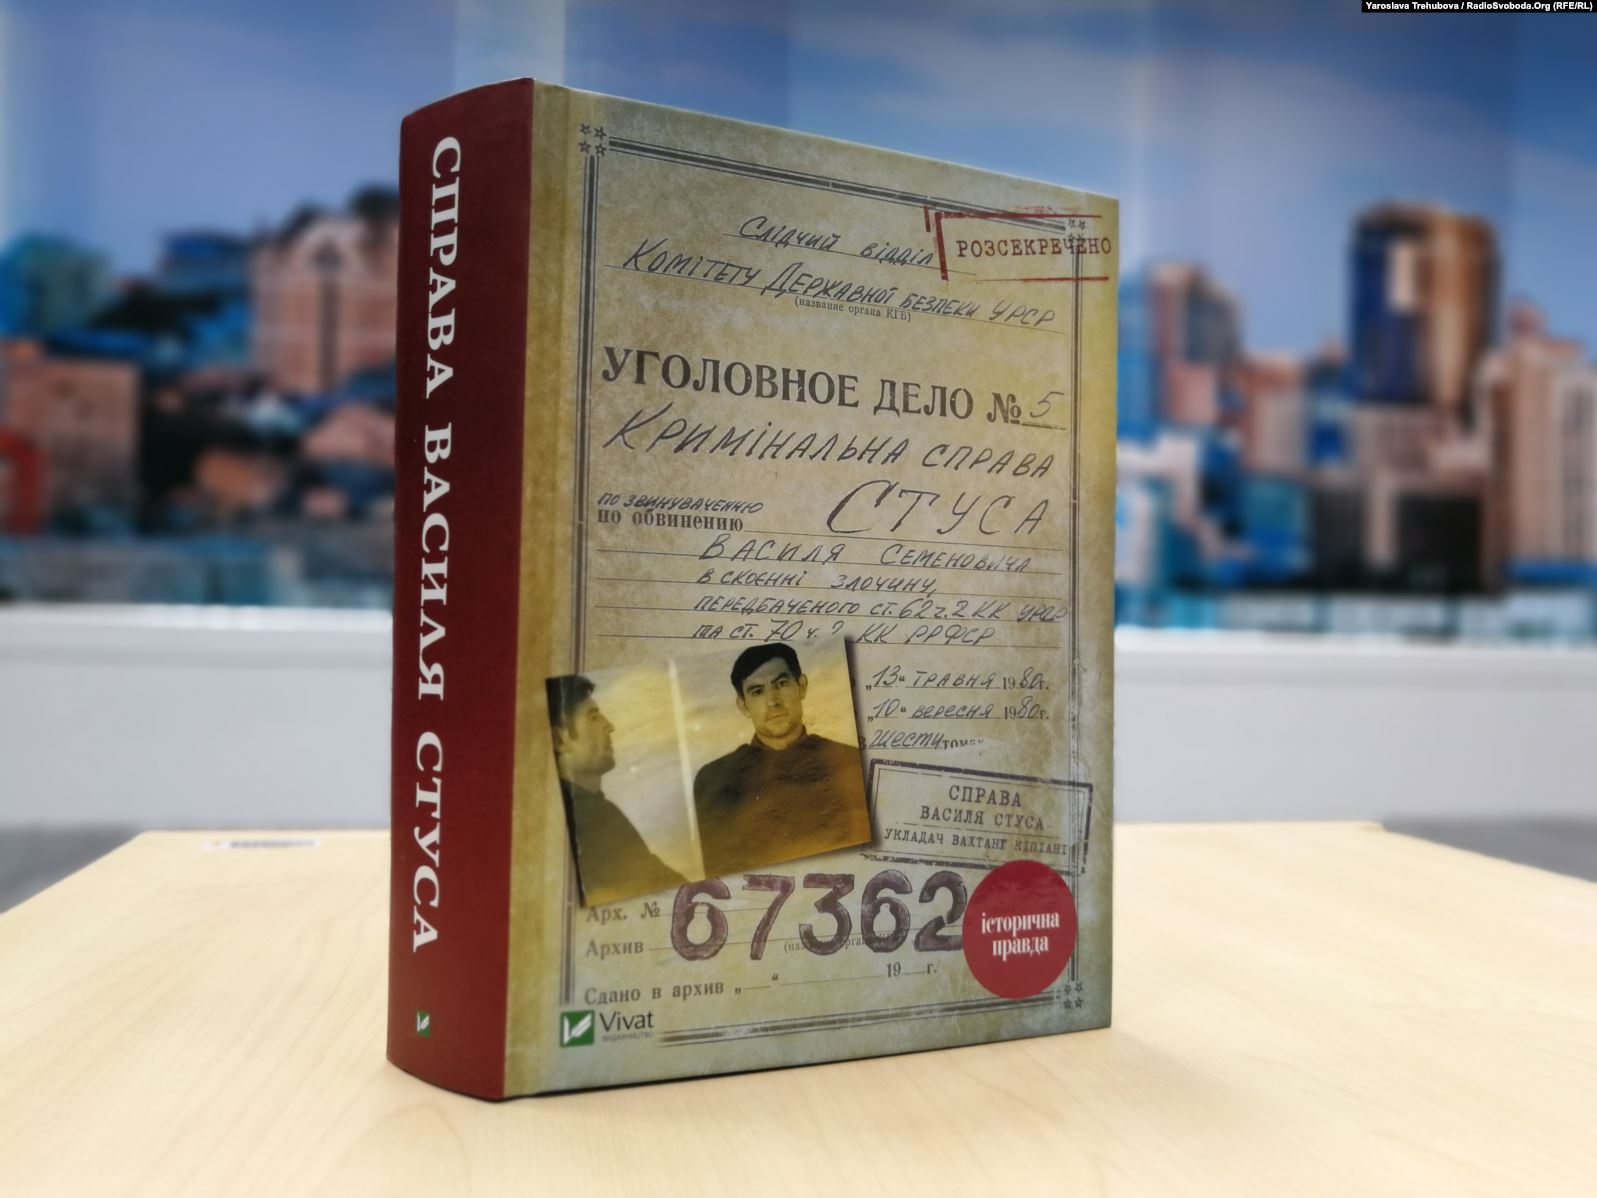 Yaroslava Trehubova / RadioSvoboda.Org (RFE/RL)
СПРАВА ВАСИЛЯ СТУСА
РОЗСЕКРЕЧЕНО
Слідчий відділ
Комітету Державної безпеки УРСР
(название органа КГБ)
УГОЛОВНОЕ ДЕЛО № 5
Кримінальна справа
по звинуваченню
по обвинению
Стуса
Василя Семеновича
в скоєнні злочину,
передбаченого ст. 62 ч. 2 КК УРСР
та ст. 70 ч. 2 КК РРФСР
„13“ травня 1980г.
„10“ вересня 1980г.
в шести томах
СПРАВА
ВАСИЛЯ СТУСА
УКЛАДАЧ ВАХТАНГ КІПІАНІ
67362
Арх. №
Архив
історична
правда
19 г.
Сдано в архив „ “
Vivat
ВИДАВНИЦТВО